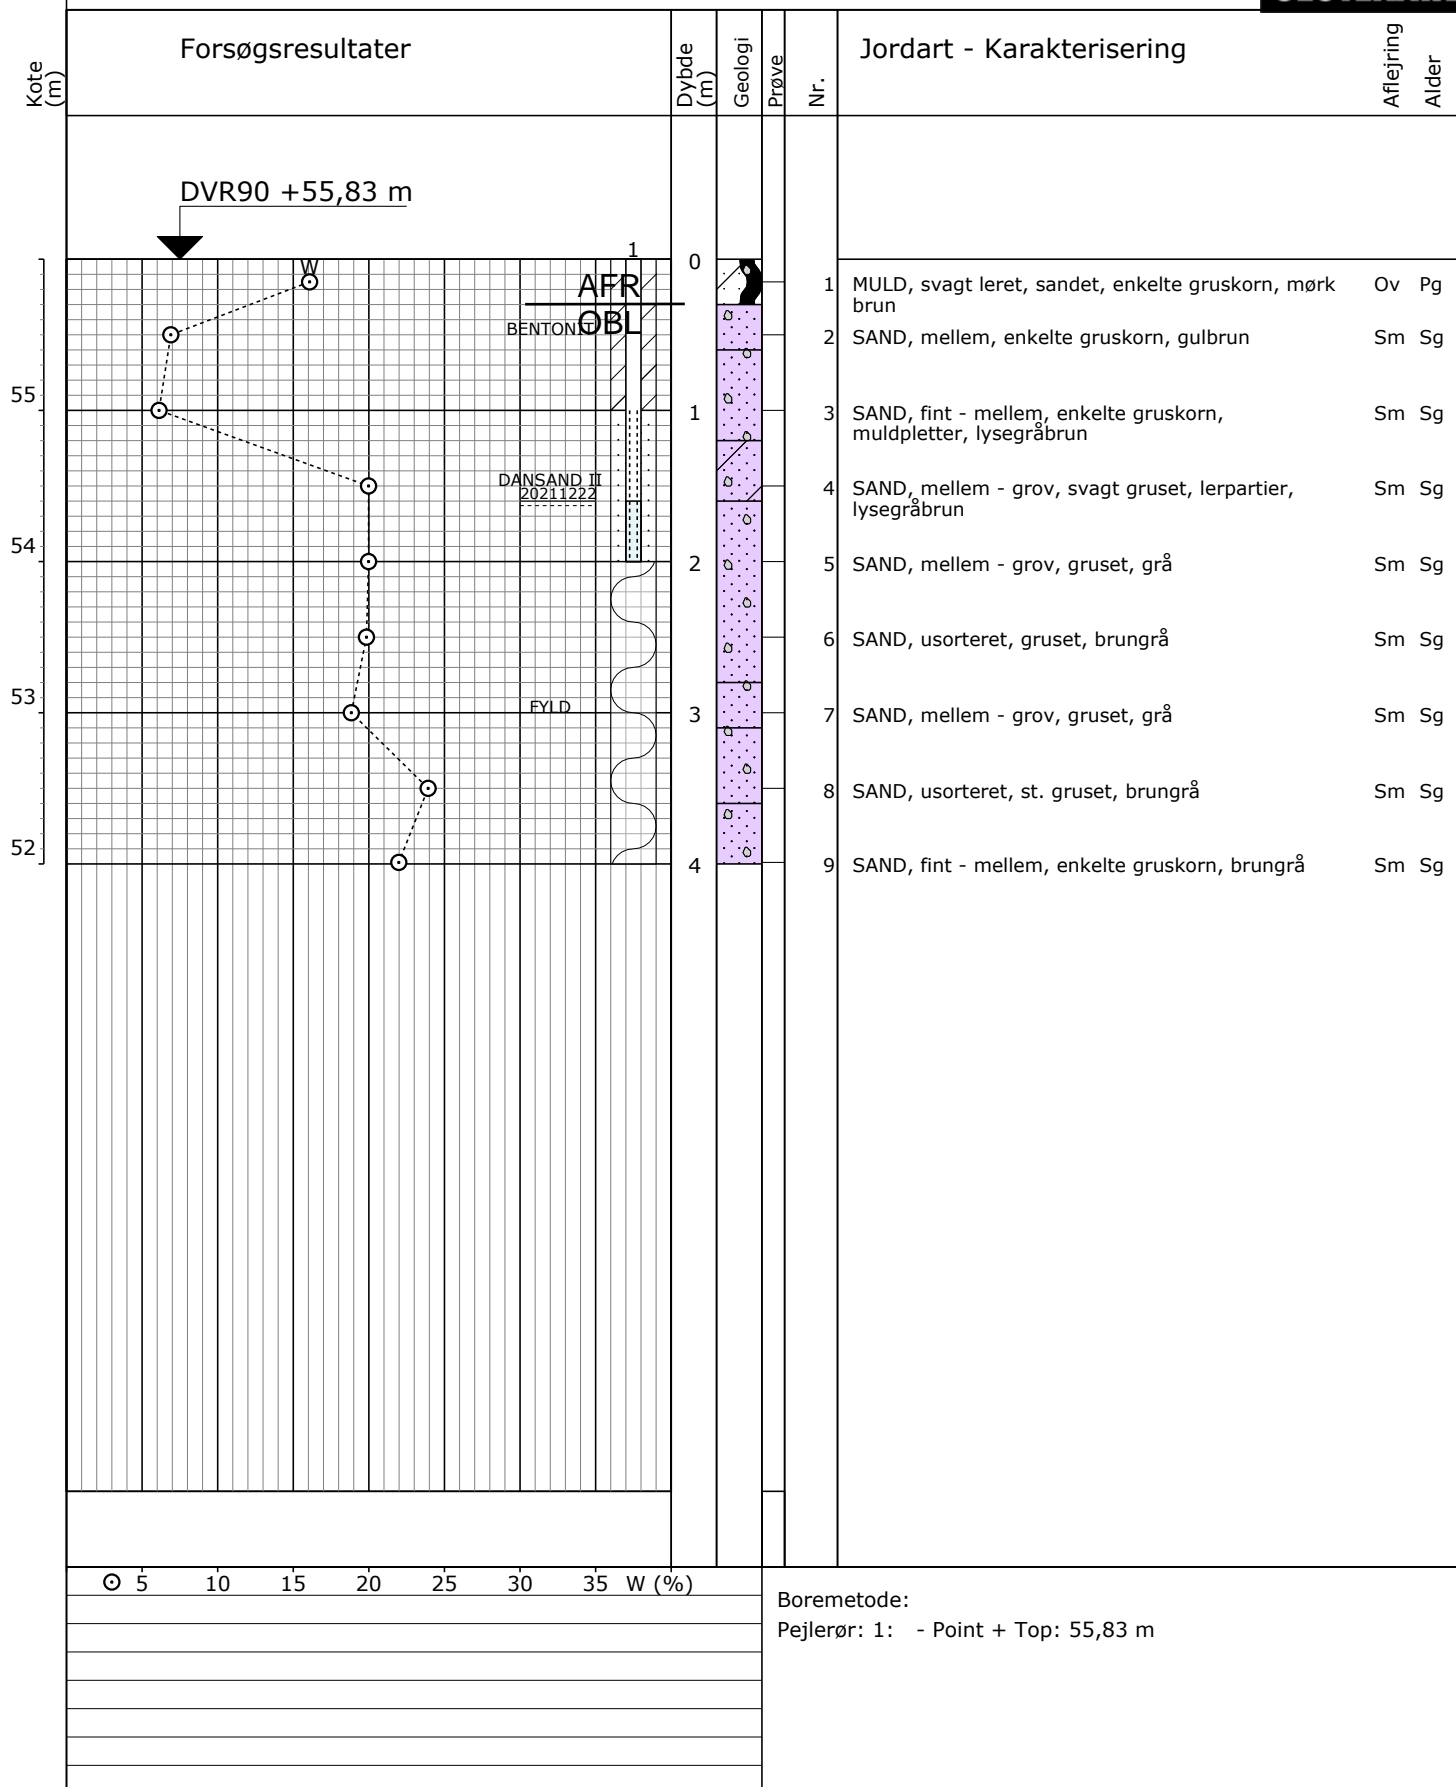 Forsøgsresultater
Jordart - Karakterisering
Kote
(m)
Dybde
(m)
Geologi
Prøve
Nr.
Aflejring
Alder
DVR90 +55,83 m
1
0
W
AFR
1 MULD, svagt leret, sandet, enkelte gruskorn, mørk Ov Pg
brun
OBL
BENTONIT
2 SAND, mellem, enkelte gruskorn, gulbrun Sm Sg
55
1
3 SAND, fint - mellem, enkelte gruskorn, Sm Sg
muldpletter, lysegråbrun
DANSAND II
20211222
4 SAND, mellem - grov, svagt gruset, lerpartier, Sm Sg
lysegråbrun
54
2
5 SAND, mellem - grov, gruset, grå Sm Sg
6 SAND, usorteret, gruset, brungrå Sm Sg
53
FYLD
3
7 SAND, mellem - grov, gruset, grå Sm Sg
8 SAND, usorteret, st. gruset, brungrå Sm Sg
52
4
9 SAND, fint - mellem, enkelte gruskorn, brungrå Sm Sg
5 10 15 20 25 30 35 W (%)
Boremetode:
Pejlerør: 1: - Point + Top: 55,83 m